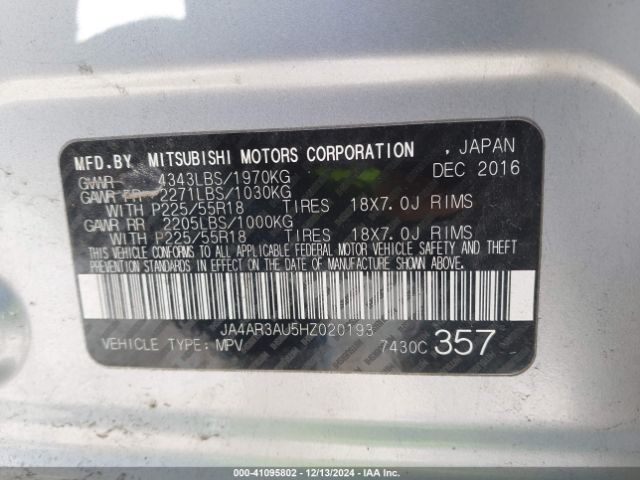 MFD.BY MITSUBISHI MOTORS CORPORATION , JAPAN
GVWR 4343LBS/1970KG DEC 2016
GAWR FR 2271LBS/1030KG
WITH P225/55R18 TIRES 18X7.0J RIMS
GAWR RR 2205LBS/1000KG
WITH P225/55R18 TIRES 18X7.0J RIMS
THIS VEHICLE CONFORMS TO ALL APPLICABLE FEDERAL MOTOR VEHICLE SAFETY AND THEFT
PREVENTION STANDARDS IN EFFECT ON THE DATE OF MANUFACTURE SHOWN ABOVE.
JA4AR3AU5HZ020193
VEHICLE TYPE: MPV 7430C 357
000-41095802 - 12/13/2024 - IAA Inc.